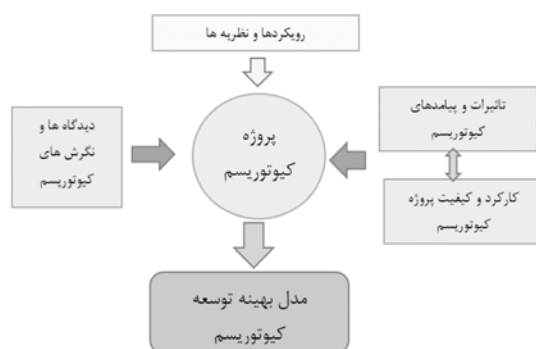 رویکردها و نظریه ها
تاثیرات و پیامدهای
کیوتوریسم
دیدگاه ها و
نگرش های
کیوتوریسم
پروژه
کیوتوریسم
کارکرد و کیفیت پروژه
کیوتوریسم
مدل بهینه توسعه
کیوتوریسم